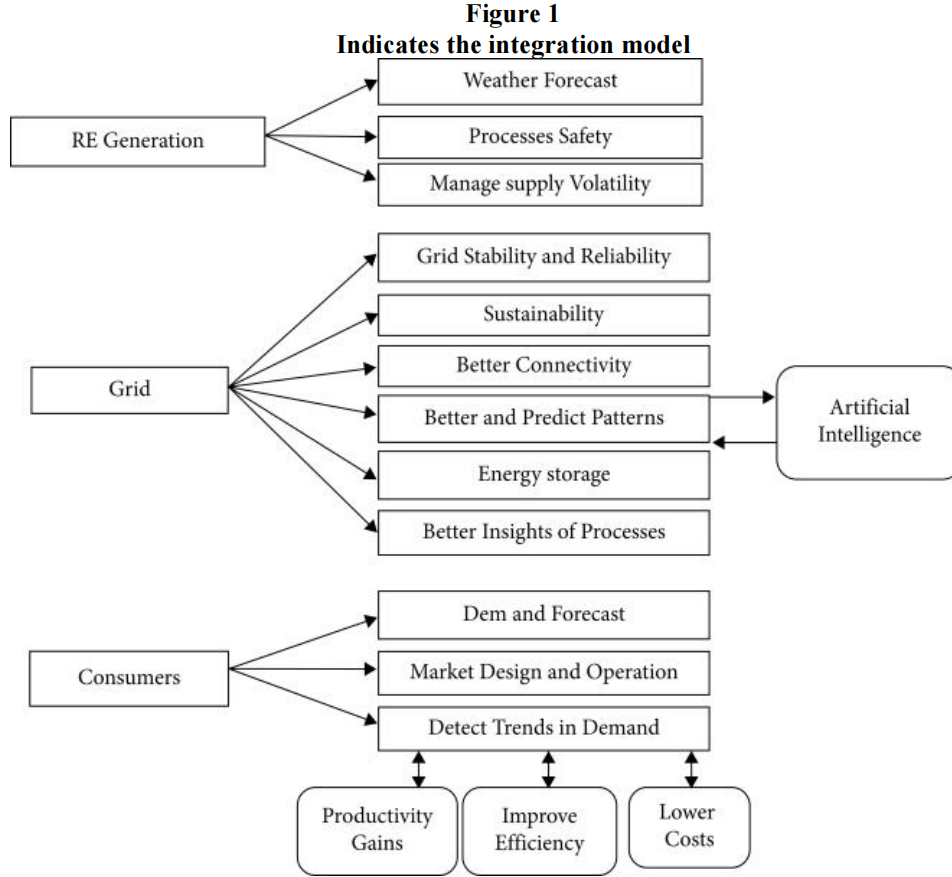 Figure 1
Indicates the integration model
RE Generation
Weather Forecast
Processes Safety
Manage supply Volatility
Grid
Grid Stability and Reliability
Sustainability
Better Connectivity
Better and Predict Patterns
Energy storage
Better Insights of Processes
Artificial
Intelligence
Consumers
Dem and Forecast
Market Design and Operation
Detect Trends in Demand
Productivity
Gains
Improve
Efficiency
Lower
Costs